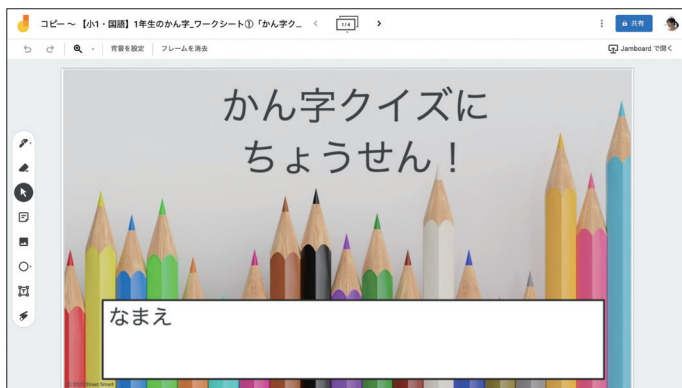 コピー ～ 【小1・国語】1年生のかん字_ワークシート①「かん字ク...
1/4
共有
背景を設定
フレームを消去
Jamboard で開く
かん字クイズに
ちょうせん！
なまえ
© 2023 Street Smart